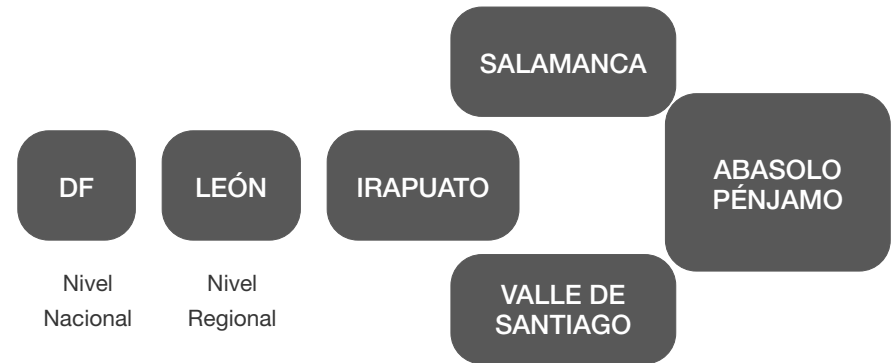 SALAMANCA
DF
LEÓN
IRAPUATO
ABASOLO
PÉNJAMO
Nivel
Nacional
Nivel
Regional
VALLE DE
SANTIAGO